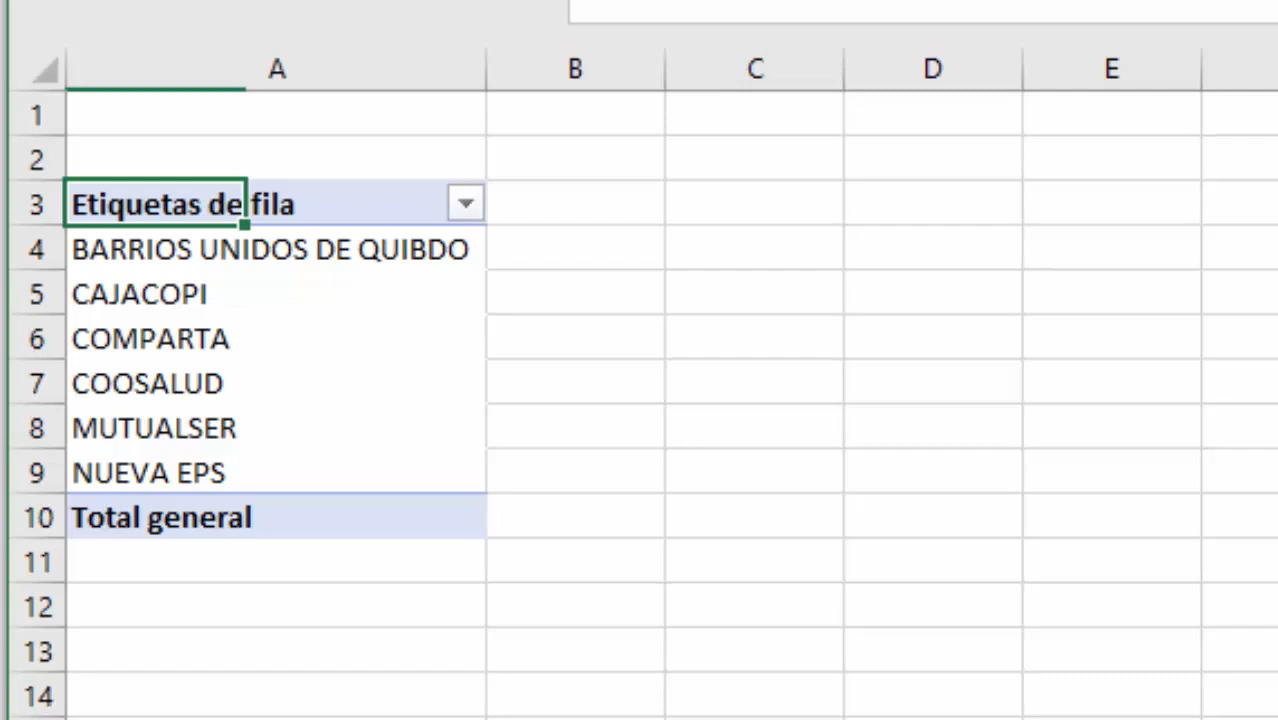 A B C D E
1
2
3 Etiquetas de fila
4 BARRIOS UNIDOS DE QUIBDO
5 CAJACOPI
6 COMPARTA
7 COOSALUD
8 MUTUALSER
9 NUEVA EPS
10 Total general
11
12
13
14